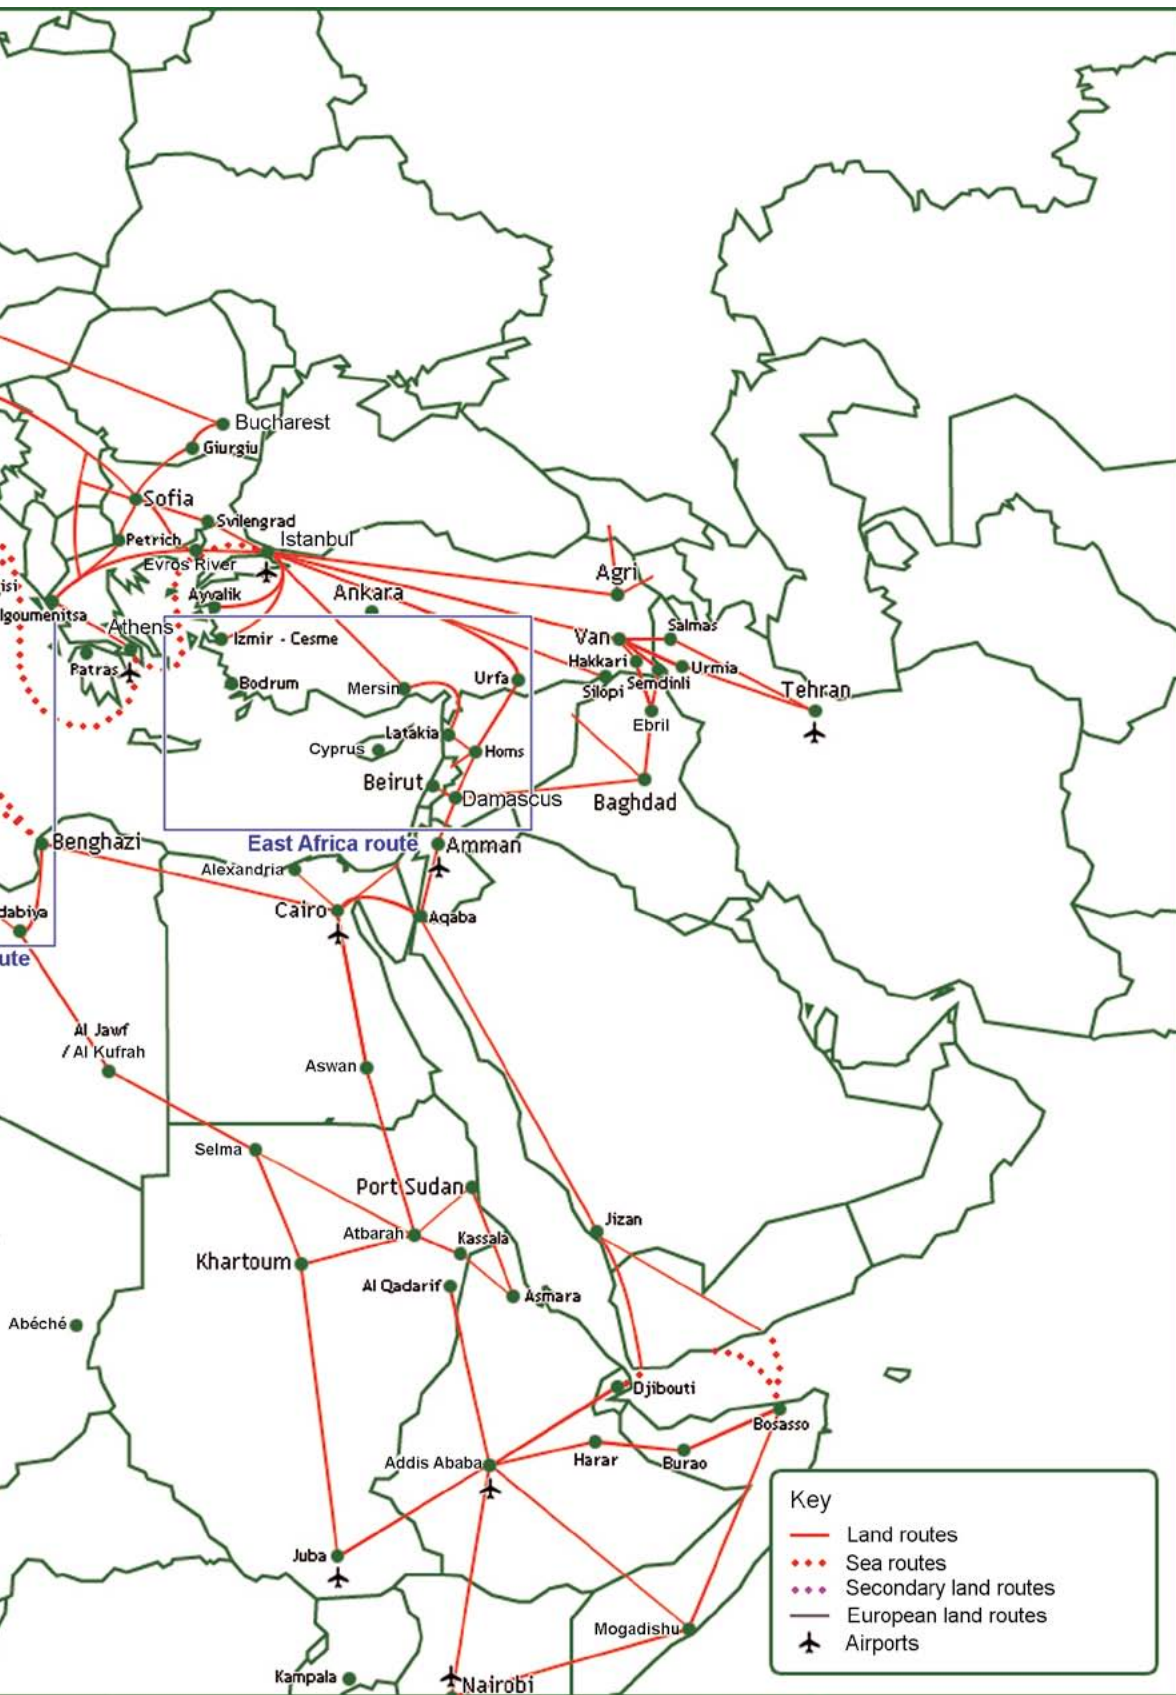 Bucharest
Giurgiu
Sofia
Svilengrad
Petrich
Istanbul
Evros River
Agri
isi
Ayvalik
Ankara
Igoumenitsa
Athens
Izmir - Cesme
Van
Salmas
Hakkari
Urmia
Patras
Bodrum
Mersin
Urfa
Silopi
Semdinli
Tehran
Ebril
Latakia
Cyprus
Homs
Beirut
Damascus
Baghdad
Benghazi
East Africa route
Amman
Alexandria
dabiya
Cairo
Aqaba
ute
Al Jawf
/ Al Kufrah
Aswan
Selma
Port Sudan
Atbarah
Kassala
Jizan
Khartoum
Al Qadarif
Asmara
Abéché
Djibouti
Bosasso
Addis Ababa
Harar
Burao
Juba
Mogadishu
Kampala
Nairobi
Key
Land routes
Sea routes
Secondary land routes
European land routes
Airports